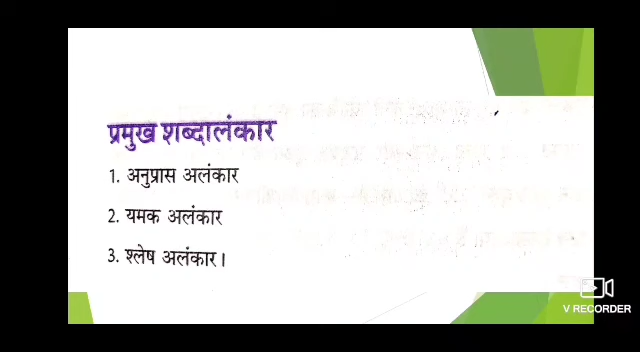 प्रमुख शब्दालंकार
1. अनुप्रास अलंकार
2. यमक अलंकार
3. श्लेष अलंकार।
V RECORDER